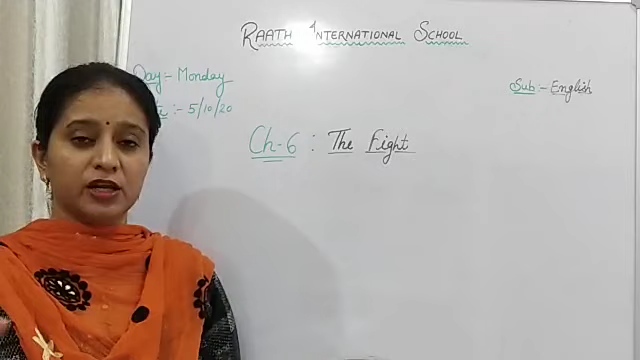 RAATH INTERNATIONAL SCHOOL
Day :- Monday
:- 5/10/20
Sub - English
Ch-6 : The Fight